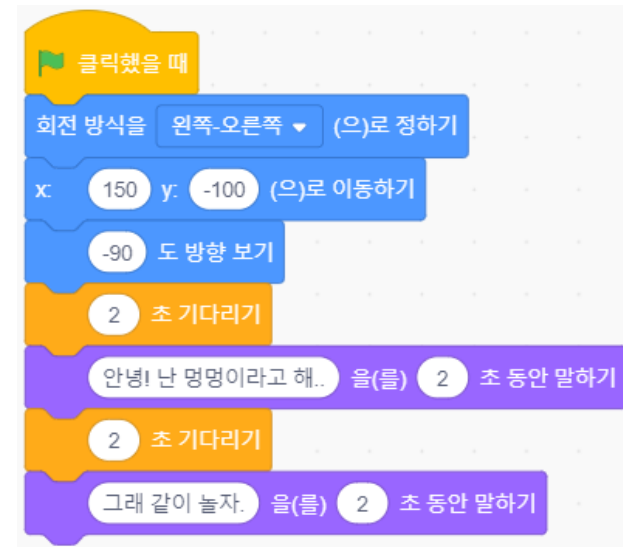 클릭했을 때
회전 방식을 왼쪽-오른쪽 (으)로 정하기
x: 150 y: -100 (으)로 이동하기
-90 도 방향 보기
2 초 기다리기
안녕! 난 멍멍이라고 해.. 을(를) 2 초 동안 말하기
2 초 기다리기
그래 같이 놀자. 을(를) 2 초 동안 말하기